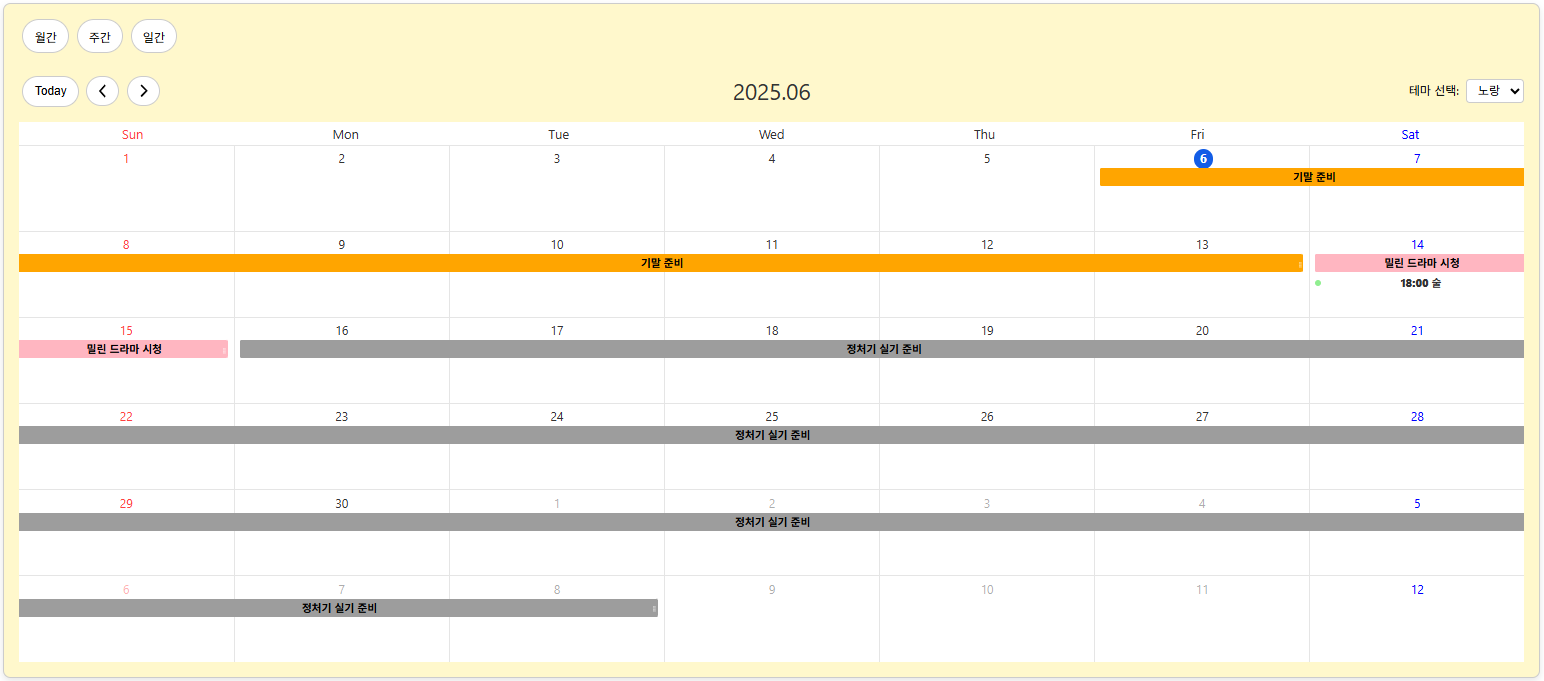 월간 주간 일간
Today 2025.06 테마 선택: 노랑
Sun Mon Tue Wed Thu Fri Sat
1 2 3 4 5 6 7
기말 준비
8 9 10 11 12 13 14
기말 준비 밀린 드라마 시청
18:00 술
15 16 17 18 19 20 21
밀린 드라마 시청 정처기 실기 준비
22 23 24 25 26 27 28
정처기 실기 준비
29 30 1 2 3 4 5
정처기 실기 준비
6 7 8 9 10 11 12
정처기 실기 준비